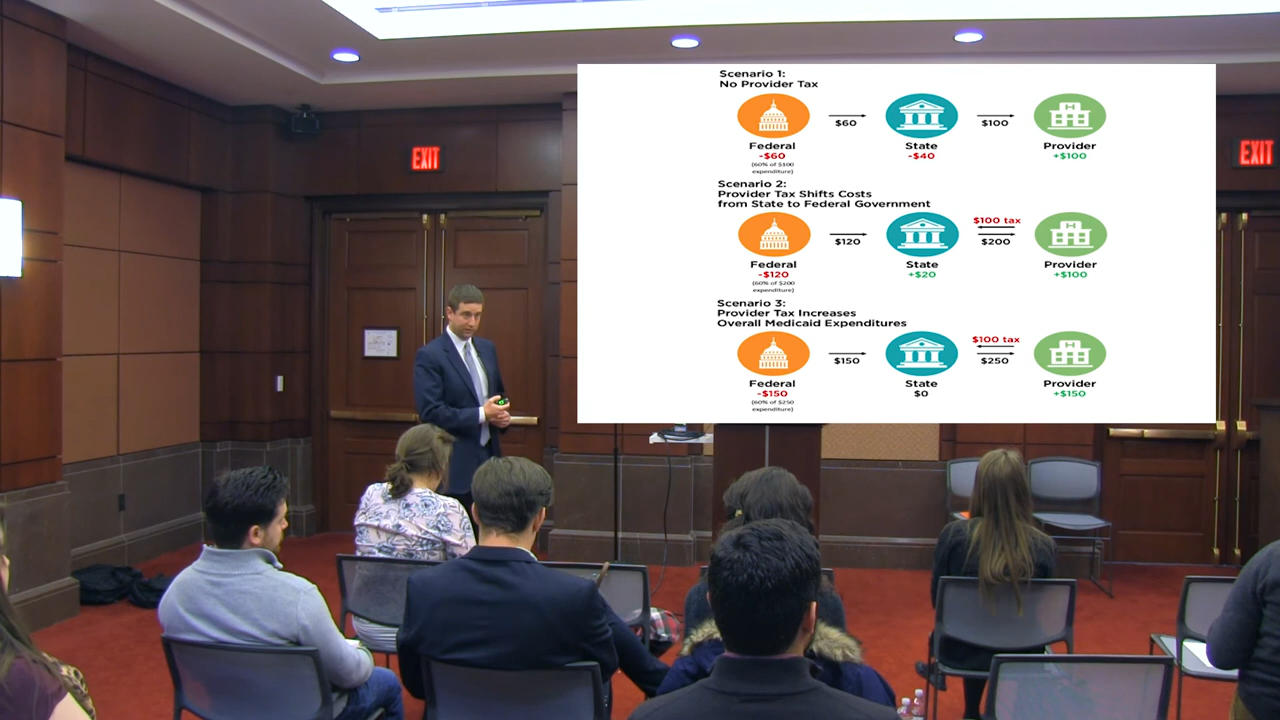 Scenario 1:
No Provider Tax
$60
$100
Federal
State
Provider
-$60
-$40
+$100
(60% of $100
expenditure)
Scenario 2:
Provider Tax Shifts Costs
from State to Federal Government
$100 tax
$120
$200
Federal
State
Provider
-$120
+$20
+$100
(60% of $200
expenditure)
Scenario 3:
Provider Tax Increases
Overall Medicaid Expenditures
$100 tax
$150
$250
Federal
State
Provider
-$150
$0
+$150
(60% of $250
expenditure)
EXIT
EXIT